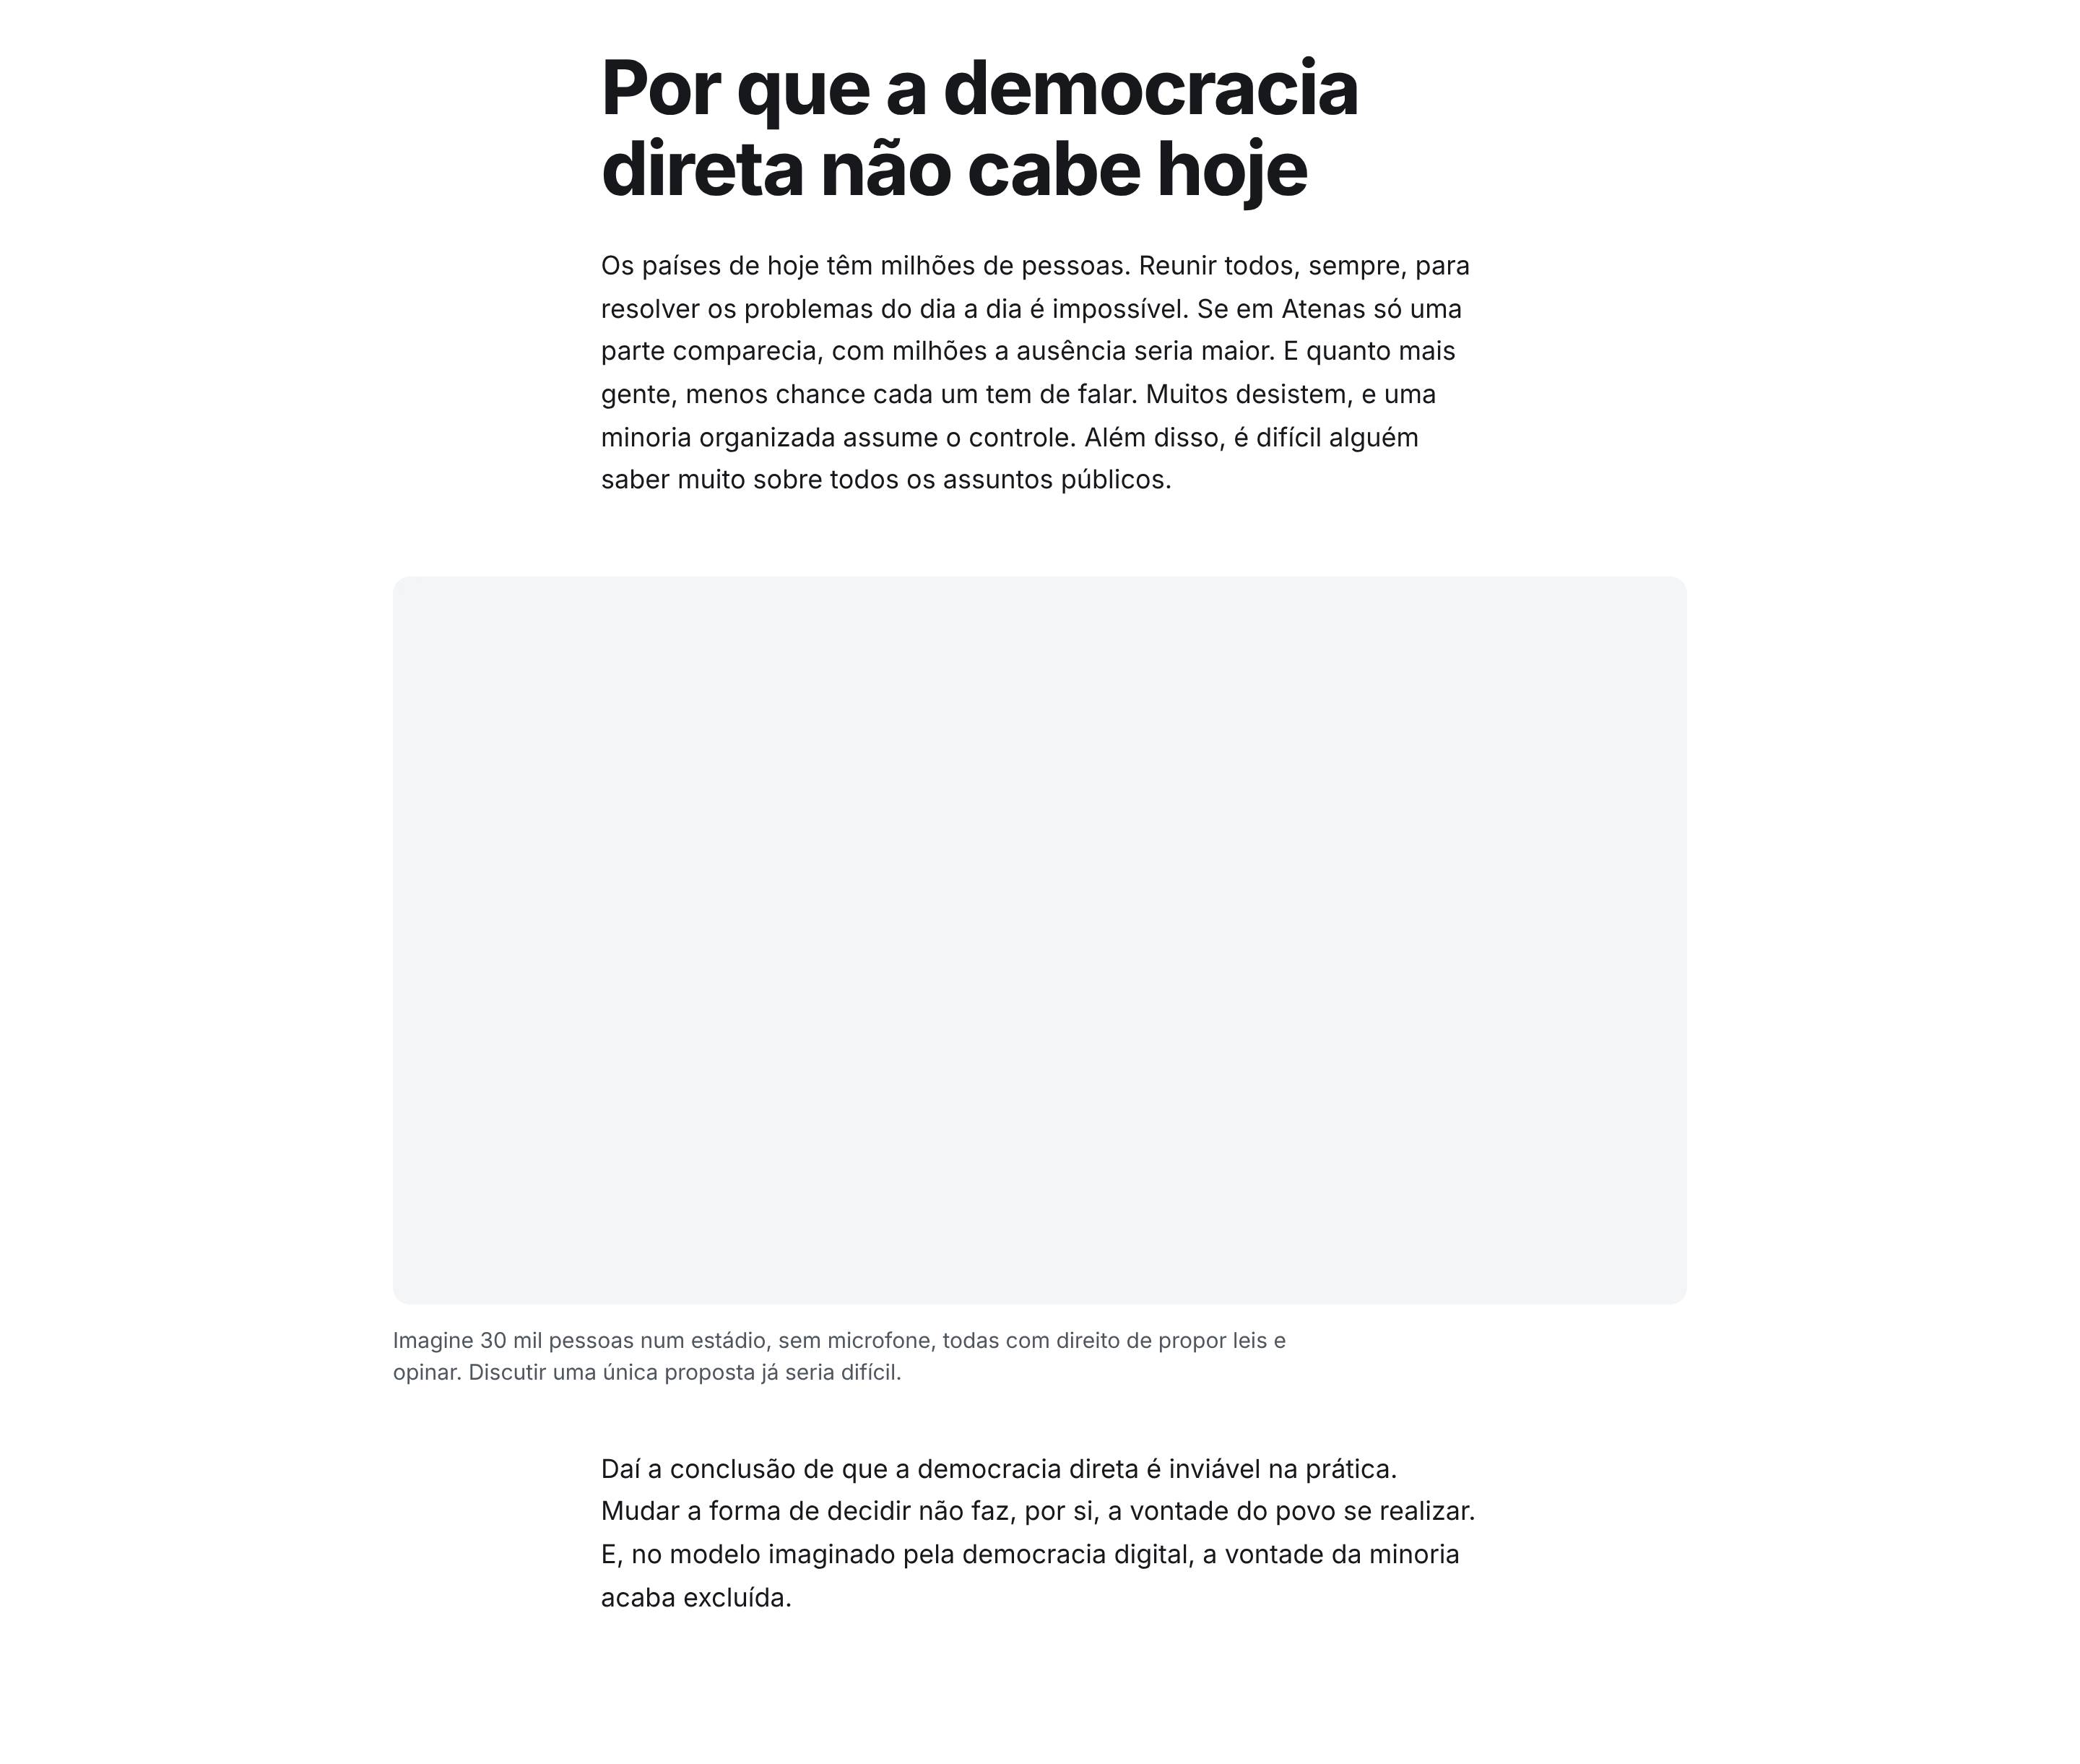 Por que a democracia
direta não cabe hoje
Os países de hoje têm milhões de pessoas. Reunir todos, sempre, para
resolver os problemas do dia a dia é impossível. Se em Atenas só uma
parte comparecia, com milhões a ausência seria maior. E quanto mais
gente, menos chance cada um tem de falar. Muitos desistem, e uma
minoria organizada assume o controle. Além disso, é difícil alguém
saber muito sobre todos os assuntos públicos.
Imagine 30 mil pessoas num estádio, sem microfone, todas com direito de propor leis e
opinar. Discutir uma única proposta já seria difícil.
Daí a conclusão de que a democracia direta é inviável na prática.
Mudar a forma de decidir não faz, por si, a vontade do povo se realizar.
E, no modelo imaginado pela democracia digital, a vontade da minoria
acaba excluída.